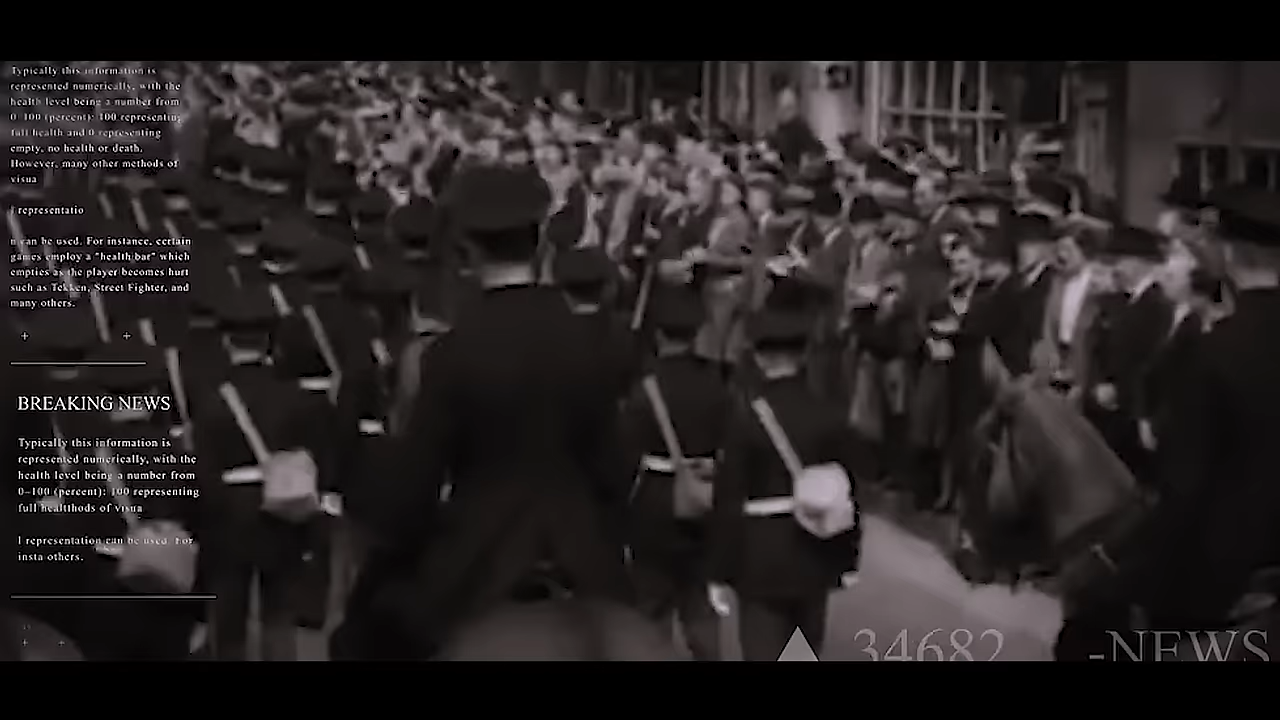 Typically this information is
represented numerically, with the
health level being a number from
0-100 (percent): 100 representing
full health and 0 representing
empty, no health or death.
However, many other methods of
visua
l representatio
n can be used. For instance, certain
games employ a "health bar" which
empties as the player becomes hurt
such as Tekken, Street Fighter, and
many others.
+ +
BREAKING NEWS
Typically this information is
represented numerically, with the
health level being a number from
0–100 (percent): 100 representing
full healtthods of visua
l representation can be used. For
insta others.
+ +
34682 -NEWS